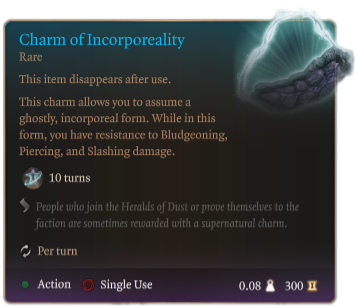 Charm of Incorporeality
Rare
This item disappears after use.
This charm allows you to assume a
ghostly, incorporeal form. While in this
form, you have resistance to Bludgeoning,
Piercing, and Slashing damage.
10 turns
People who join the Heralds of Dust or prove themselves to the
faction are sometimes rewarded with a supernatural charm.
Per turn
Action Single Use 0.08 300